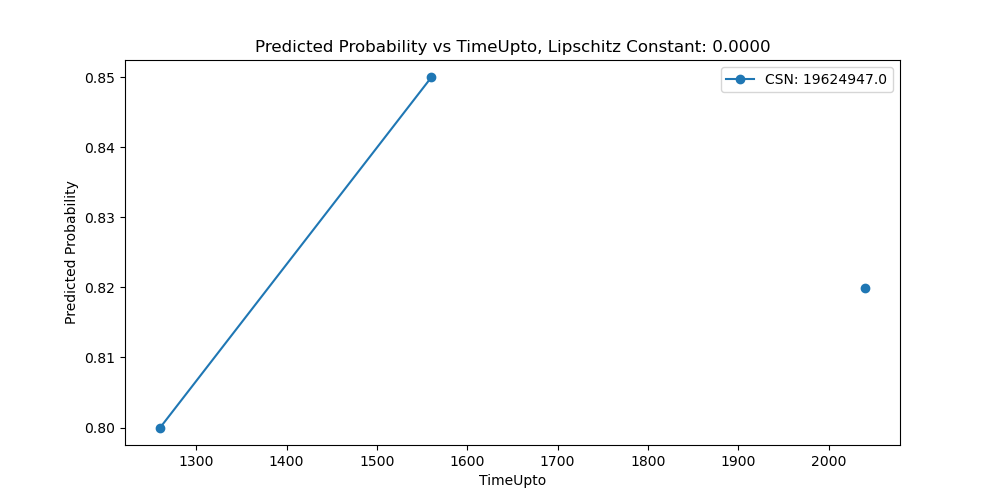 Predicted Probability vs TimeUpto, Lipschitz Constant: 0.0000
CSN: 19624947.0
0.85
0.84
0.83
0.82
0.81
0.80
Predicted Probability
1300 1400 1500 1600 1700 1800 1900 2000
TimeUpto